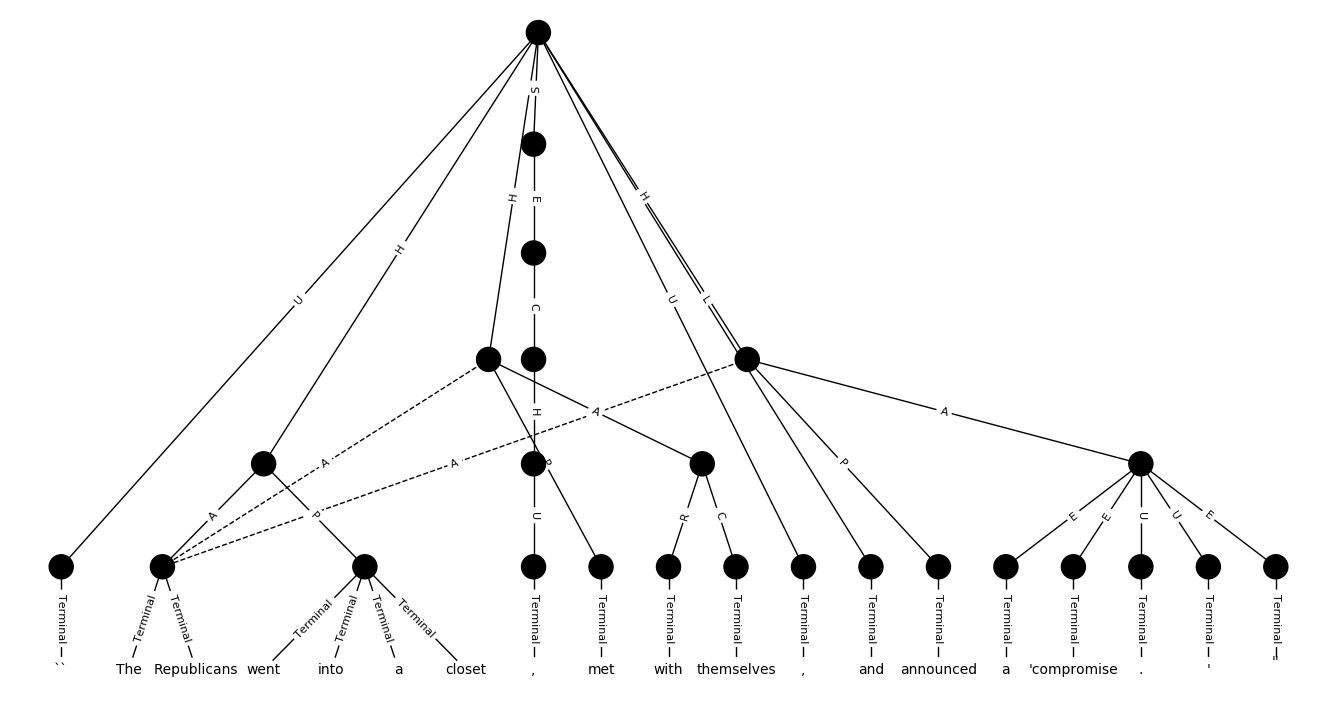 S
H E
H
H
U U L
C
H A A
A A P P
A P R C U E E U U E
Terminal Terminal Terminal Terminal Terminal Terminal Terminal Terminal Terminal Terminal Terminal Terminal Terminal Terminal Terminal Terminal Terminal Terminal Terminal
`` The Republicans went into a closet , met with themselves , and announced a 'compromise . ' "